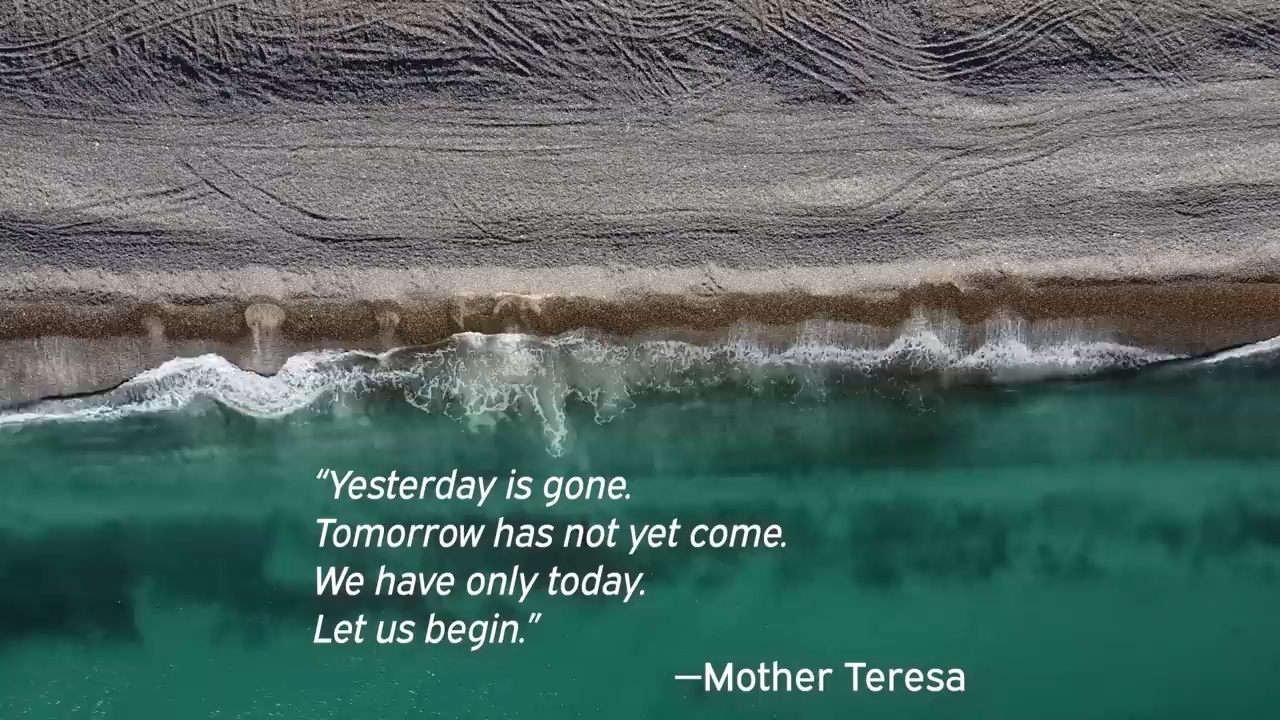 “Yesterday is gone.
Tomorrow has not yet come.
We have only today.
Let us begin.”
—Mother Teresa